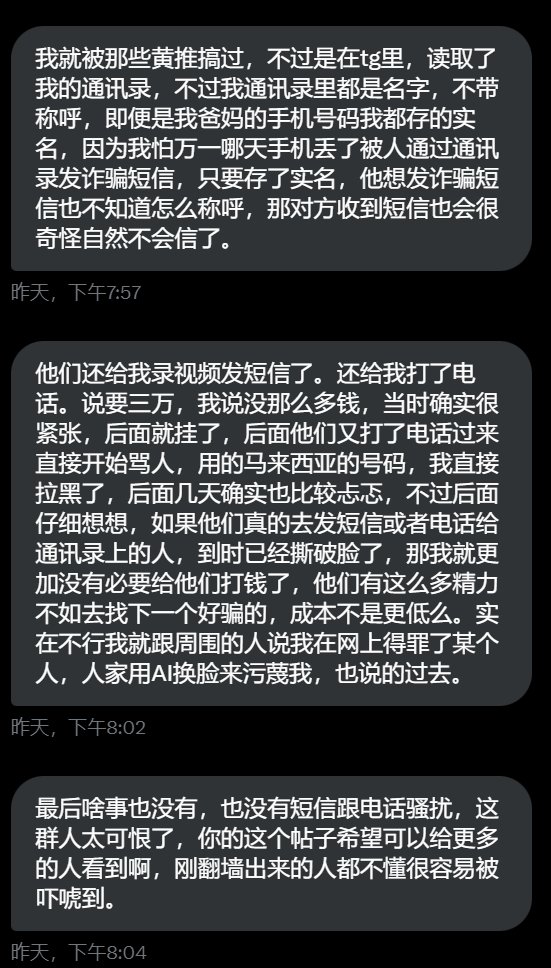 我就被那些黄推搞过，不过是在tg里，读取了
我的通讯录，不过我通讯录里都是名字，不带
称呼，即便是我爸妈的手机号码我都存的实
名，因为我怕万一哪天手机丢了被人通过通讯
录发诈骗短信，只要存了实名，他想发诈骗短
信也不知道怎么称呼，那对方收到短信也会很
奇怪自然不会信了。
昨天，下午7:57
他们还给我录视频发短信了。还给我打了电
话。说要三万，我说没那么多钱，当时确实很
紧张，后面就挂了，后面他们又打了电话过来
直接开始骂人，用的马来西亚的号码，我直接
拉黑了，后面几天确实也比较忐忑，不过后面
仔细想想，如果他们真的去发短信或者电话给
通讯录上的人，到时已经撕破脸了，那我就更
加没有必要给他们打钱了，他们有这么多精力
不如去找下一个好骗的，成本不是更低么。实
在不行我就跟周围的人说我在网上得罪了某个
人，人家用AI换脸来污蔑我，也说的过去。
昨天，下午8:02
最后啥事也没有，也没有短信跟电话骚扰，这
群人太可恨了，你的这个帖子希望可以给更多
的人看到啊，刚翻墙出来的人都不懂很容易被
吓唬到。
昨天，下午8:04